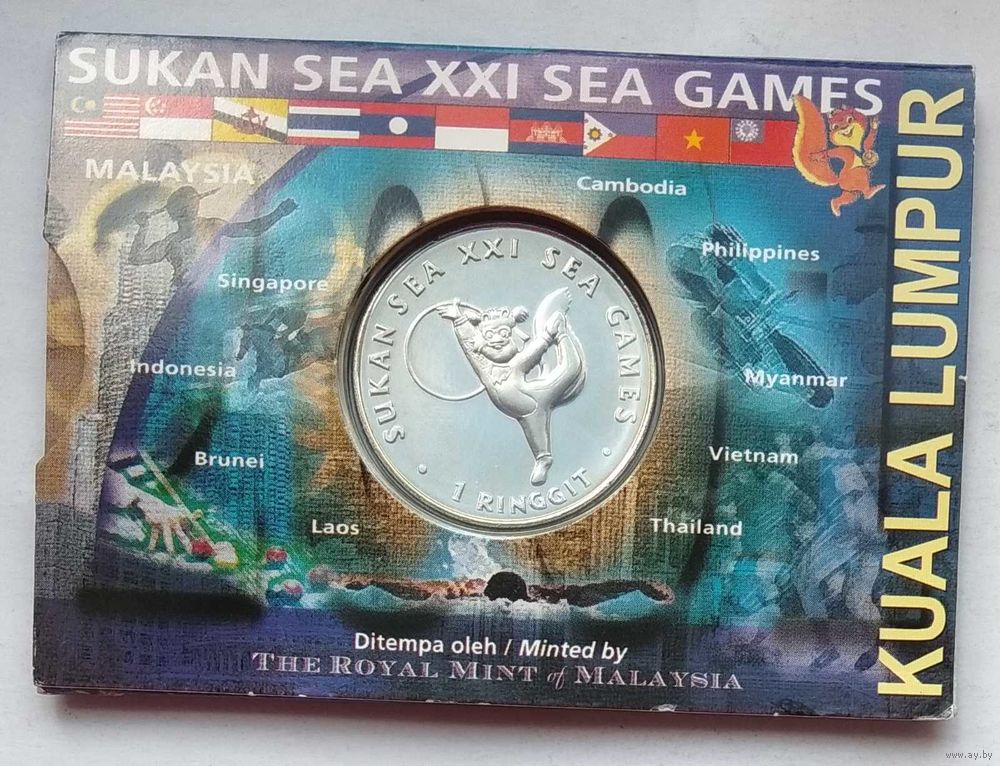 SUKAN SEA XXI SEA GAMES
KUALA LUMPUR
MALAYSIA
Cambodia
Philippines
Singapore
Indonesia
Myanmar
Brunei
Vietnam
Laos
Thailand
SUKAN SEA XXI SEA GAMES
1 RINGGIT
Ditempa oleh / Minted by
THE ROYAL MINT of MALAYSIA
www.ay.by